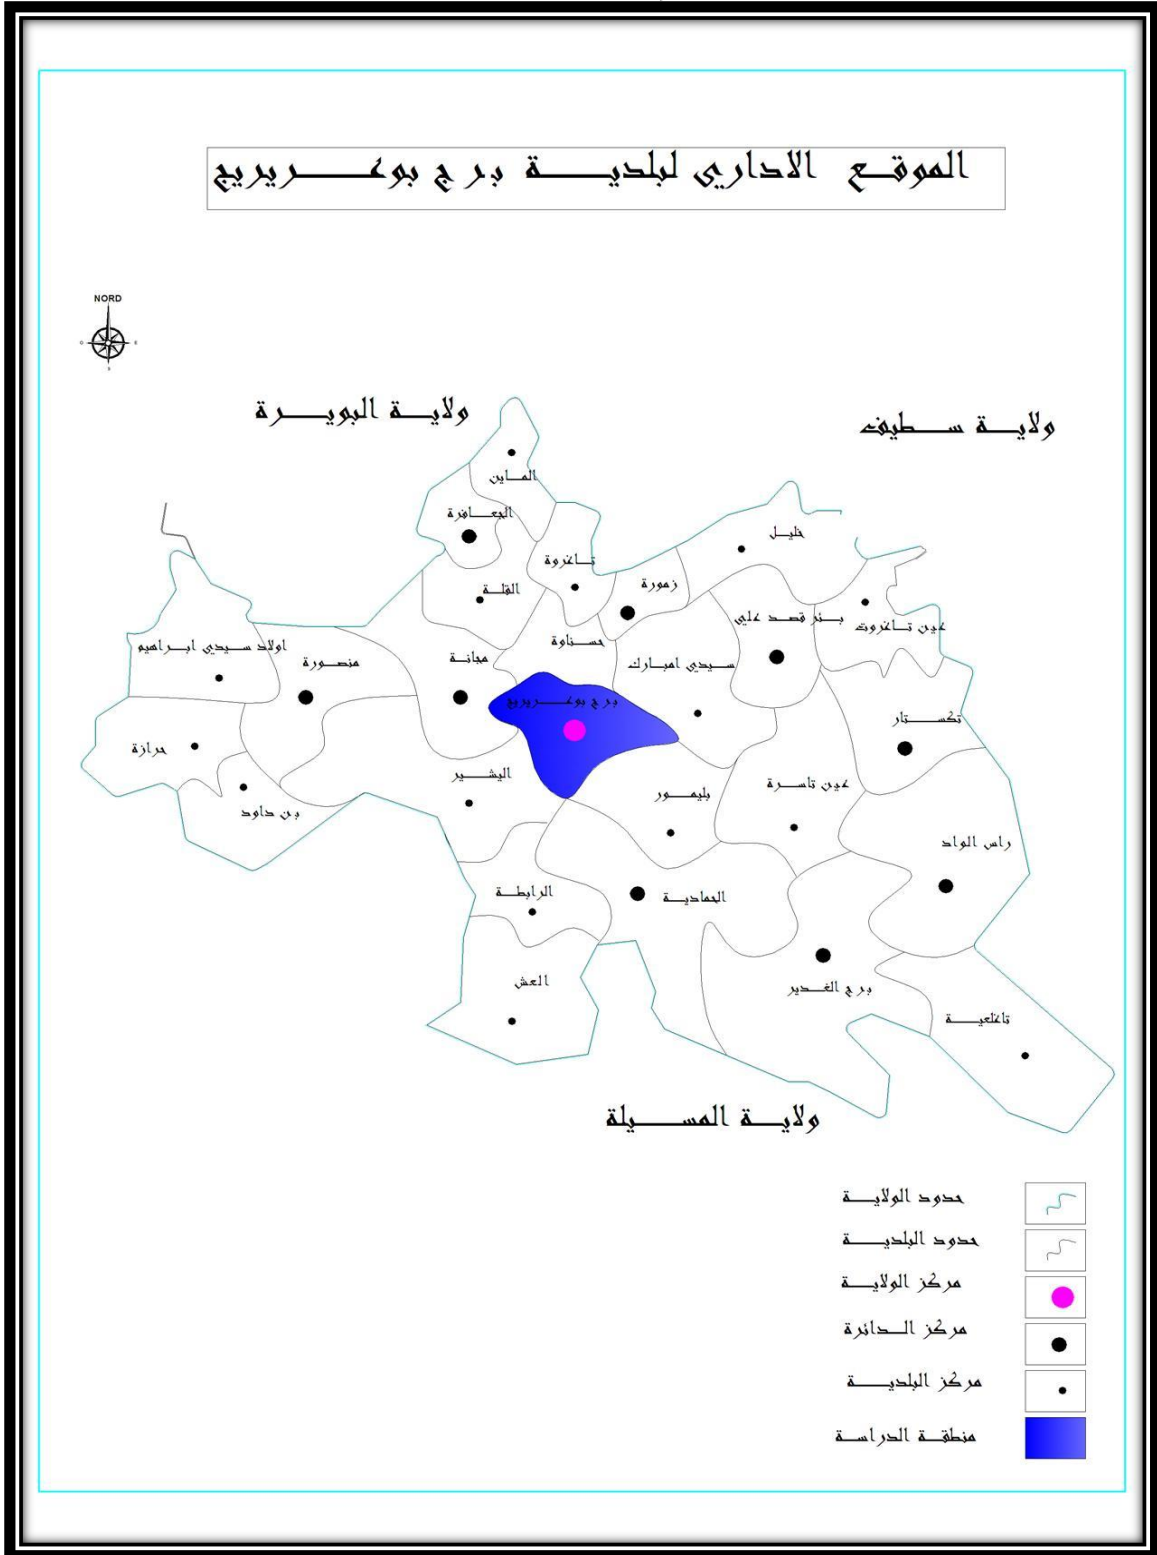 الموقع الاداري لبلدية برج بوعريريج
NORD
O
E
S
ولاية البويرة
ولاية سطيف
الماين
الجعافرة
خليل
تاغروة
زمورة
القلة
بئر قصد علي
عين تاغروت
حسناوة
اولاد سيدي ابراهيم
منصورة
مجانة
سيدي امبارك
برج بوعريريج
تكستار
حرازة
اليشير
عين تاسرة
بليمور
بن داود
راس الواد
الرابطة
الحمادية
العش
برج الغدير
تاغلعية
ولاية المسيلة
حدود الولاية
حدود البلدية
مركز الولاية
مركز الدائرة
مركز البلدية
منطقة الدراسة